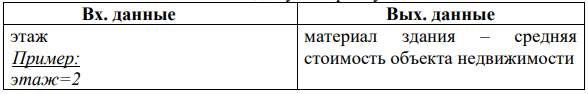 Вх. данные
Вых. данные
этаж
Пример:
этаж=2
материал здания – средняя
стоимость объекта недвижимости